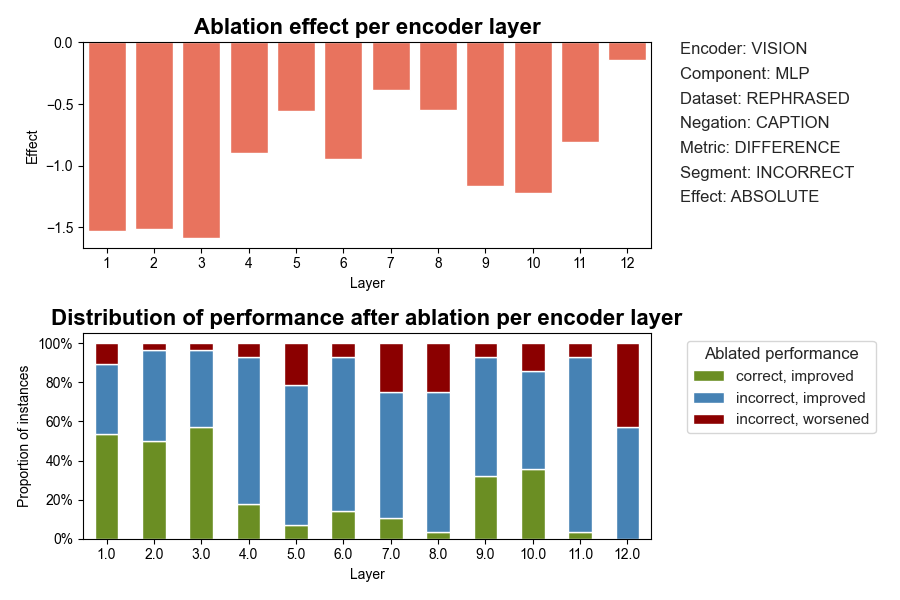 Ablation effect per encoder layer
Encoder: VISION
Component: MLP
Dataset: REPHRASED
Negation: CAPTION
Metric: DIFFERENCE
Segment: INCORRECT
Effect: ABSOLUTE
Effect
0.0
−0.5
−1.0
−1.5
1 2 3 4 5 6 7 8 9 10 11 12
Layer
Distribution of performance after ablation per encoder layer
Proportion of instances
100%
80%
60%
40%
20%
0%
1.0 2.0 3.0 4.0 5.0 6.0 7.0 8.0 9.0 10.0 11.0 12.0
Layer
Ablated performance
correct, improved
incorrect, improved
incorrect, worsened